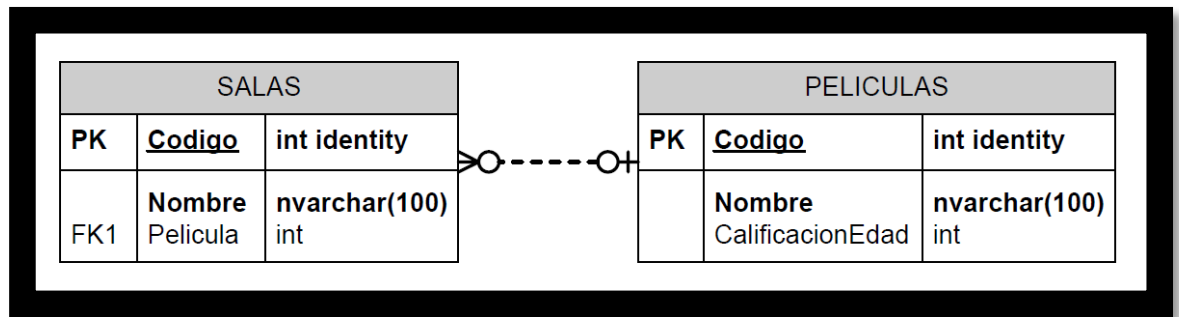 SALAS
PK Codigo int identity
Nombre nvarchar(100)
FK1 Pelicula int
PELICULAS
PK Codigo int identity
Nombre nvarchar(100)
CalificacionEdad int